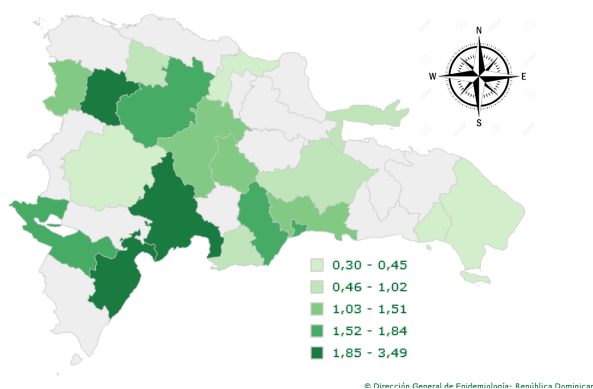 N
W E
S
0,30 - 0,45
0,46 - 1,02
1,03 - 1,51
1,52 - 1,84
1,85 - 3,49
© Dirección General de Epidemiología- República Dominicar